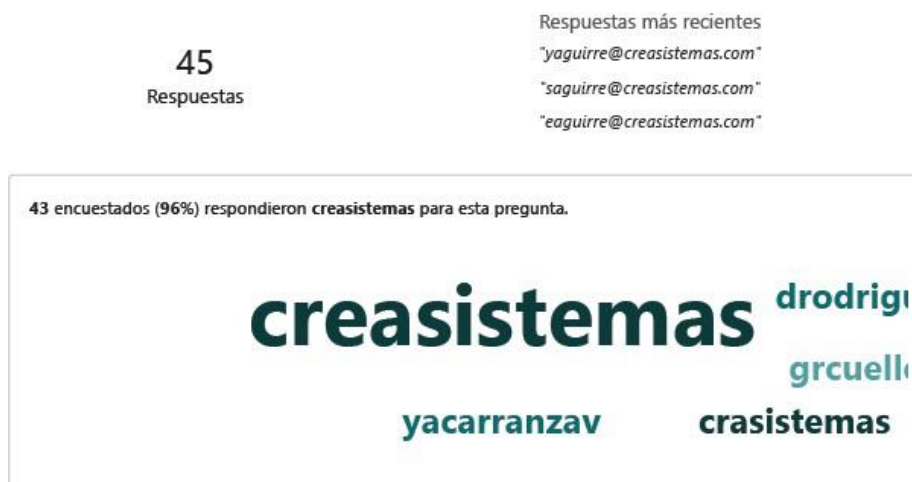 45
Respuestas
Respuestas más recientes
"yaguirre@creasistemas.com"
"saguirre@creasistemas.com"
"eaguirre@creasistemas.com"
43 encuestados (96%) respondieron creasistemas para esta pregunta.
creasistemas
yacarranzav crasistemas